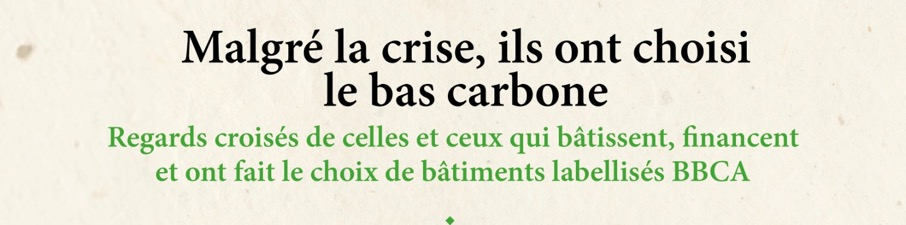 Malgré la crise, ils ont choisi
le bas carbone
Regards croisés de celles et ceux qui bâtissent, financent
et ont fait le choix de bâtiments labellisés BBCA